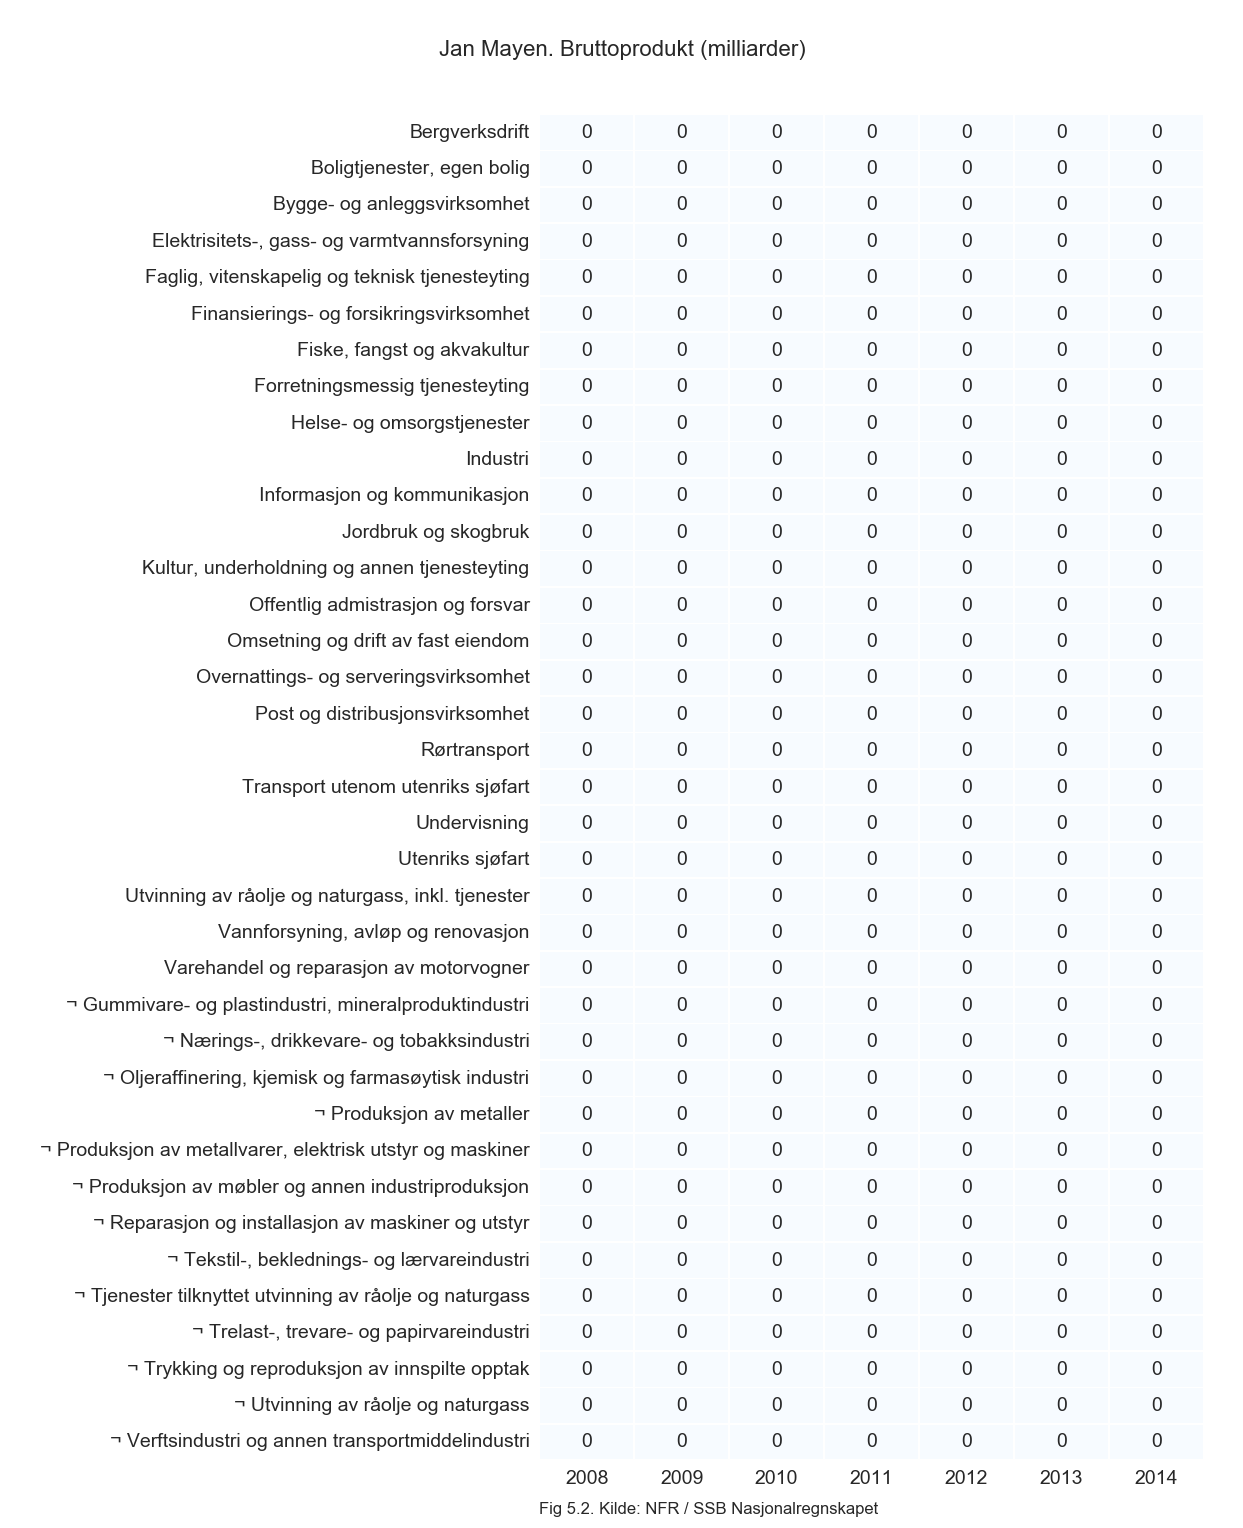 Jan Mayen. Bruttoprodukt (milliarder)
Bergverksdrift 0 0 0 0 0 0 0
Boligtjenester, egen bolig 0 0 0 0 0 0 0
Bygge- og anleggsvirksomhet 0 0 0 0 0 0 0
Elektrisitets-, gass- og varmtvannsforsyning 0 0 0 0 0 0 0
Faglig, vitenskapelig og teknisk tjenesteyting 0 0 0 0 0 0 0
Finansierings- og forsikringsvirksomhet 0 0 0 0 0 0 0
Fiske, fangst og akvakultur 0 0 0 0 0 0 0
Forretningsmessig tjenesteyting 0 0 0 0 0 0 0
Helse- og omsorgstjenester 0 0 0 0 0 0 0
Industri 0 0 0 0 0 0 0
Informasjon og kommunikasjon 0 0 0 0 0 0 0
Jordbruk og skogbruk 0 0 0 0 0 0 0
Kultur, underholdning og annen tjenesteyting 0 0 0 0 0 0 0
Offentlig admistrasjon og forsvar 0 0 0 0 0 0 0
Omsetning og drift av fast eiendom 0 0 0 0 0 0 0
Overnattings- og serveringsvirksomhet 0 0 0 0 0 0 0
Post og distribusjonsvirksomhet 0 0 0 0 0 0 0
Rørtransport 0 0 0 0 0 0 0
Transport utenom utenriks sjøfart 0 0 0 0 0 0 0
Undervisning 0 0 0 0 0 0 0
Utenriks sjøfart 0 0 0 0 0 0 0
Utvinning av råolje og naturgass, inkl. tjenester 0 0 0 0 0 0 0
Vannforsyning, avløp og renovasjon 0 0 0 0 0 0 0
Varehandel og reparasjon av motorvogner 0 0 0 0 0 0 0
¬ Gummivare- og plastindustri, mineralproduktindustri 0 0 0 0 0 0 0
¬ Nærings-, drikkevare- og tobakksindustri 0 0 0 0 0 0 0
¬ Oljeraffinering, kjemisk og farmasøytisk industri 0 0 0 0 0 0 0
¬ Produksjon av metaller 0 0 0 0 0 0 0
¬ Produksjon av metallvarer, elektrisk utstyr og maskiner 0 0 0 0 0 0 0
¬ Produksjon av møbler og annen industriproduksjon 0 0 0 0 0 0 0
¬ Reparasjon og installasjon av maskiner og utstyr 0 0 0 0 0 0 0
¬ Tekstil-, beklednings- og lærvareindustri 0 0 0 0 0 0 0
¬ Tjenester tilknyttet utvinning av råolje og naturgass 0 0 0 0 0 0 0
¬ Trelast-, trevare- og papirvareindustri 0 0 0 0 0 0 0
¬ Trykking og reproduksjon av innspilte opptak 0 0 0 0 0 0 0
¬ Utvinning av råolje og naturgass 0 0 0 0 0 0 0
¬ Verftsindustri og annen transportmiddelindustri 0 0 0 0 0 0 0
2008 2009 2010 2011 2012 2013 2014
Fig 5.2. Kilde: NFR / SSB Nasjonalregnskapet